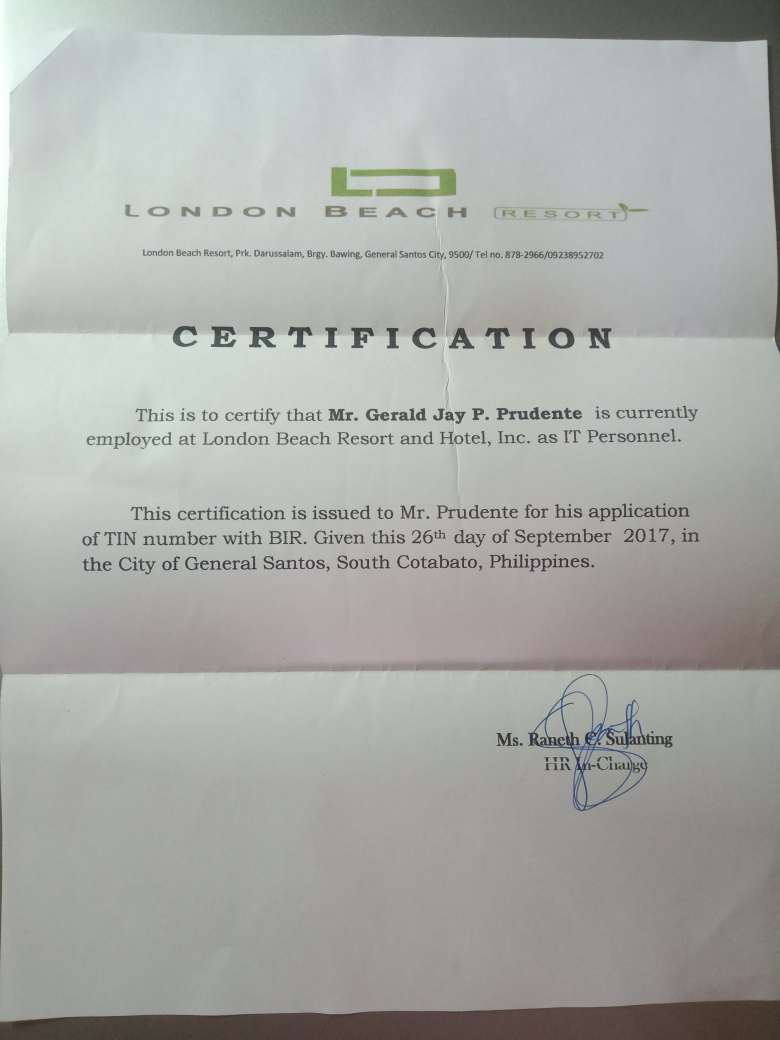 LONDON BEACH RESORT
London Beach Resort, Prk. Darussalam, Brgy. Bawing, General Santos City, 9500/ Tel no. 878-2966/09238952702
CERTIFICATION
This is to certify that Mr. Gerald Jay P. Prudente is currently
employed at London Beach Resort and Hotel, Inc. as IT Personnel.
This certification is issued to Mr. Prudente for his application
of TIN number with BIR. Given this 26th day of September 2017, in
the City of General Santos, South Cotabato, Philippines.
Ms. Raneth C. Sulanting
HR In-Charge